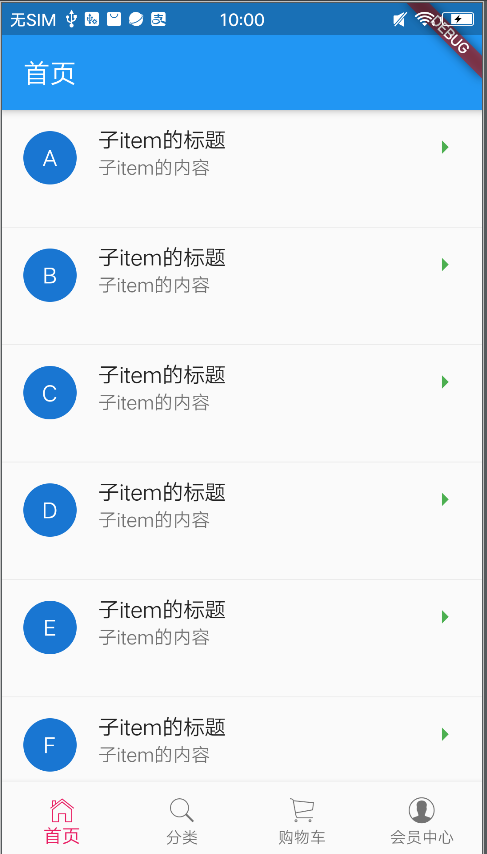 无SIM 10:00
DEBUG
首页
A
子item的标题
子item的内容
B
子item的标题
子item的内容
C
子item的标题
子item的内容
D
子item的标题
子item的内容
E
子item的标题
子item的内容
F
子item的标题
子item的内容
首页 分类 购物车 会员中心